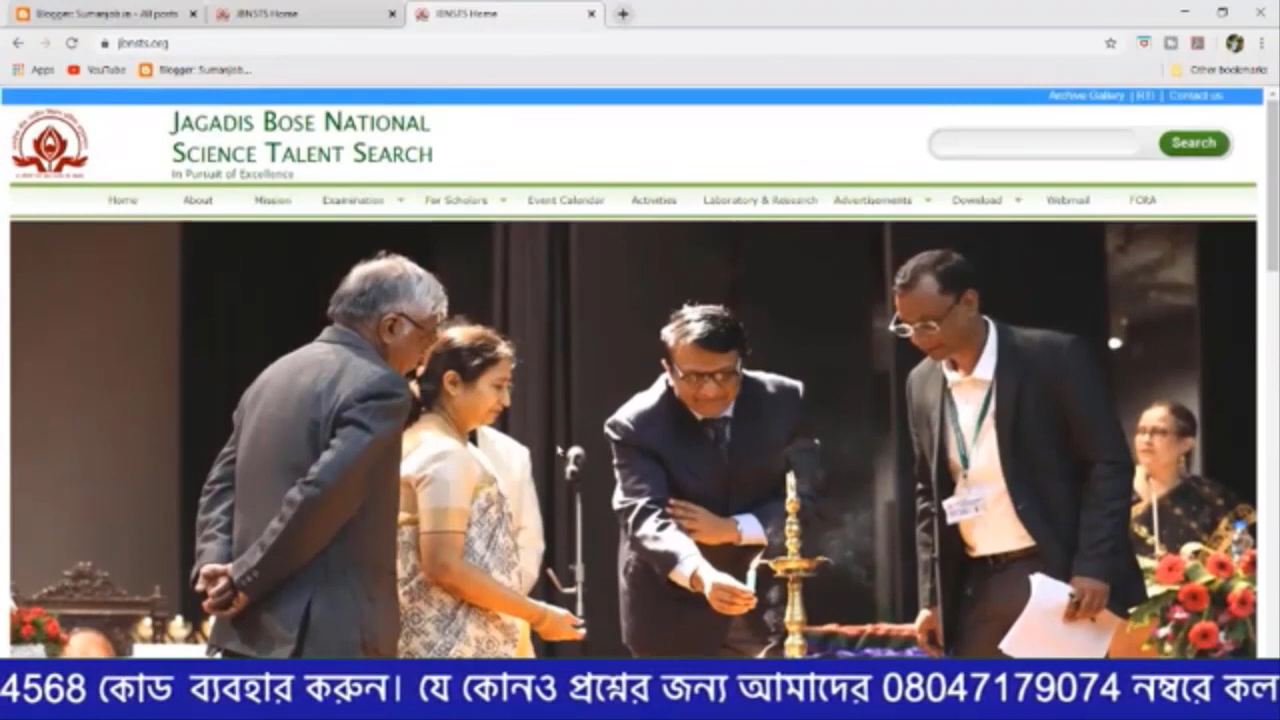 Blogger: Sumanjob.in - All posts
JBNSTS Home
JBNSTS Home
jbnsts.org
Apps
YouTube
Blogger: Sumanjob...
Other bookmarks
Archive Gallery | RTI | Contact us
JAGADIS BOSE NATIONAL
SCIENCE TALENT SEARCH
In Pursuit of Excellence
Search
Home About Mission Examination For Scholars Event Calendar Activities Laboratory & Research Advertisements Download Webmail FORA
4568 কোড ব্যবহার করুন। যে কোনও প্রশ্নের জন্য আমাদের 08047179074 নম্বরে কল